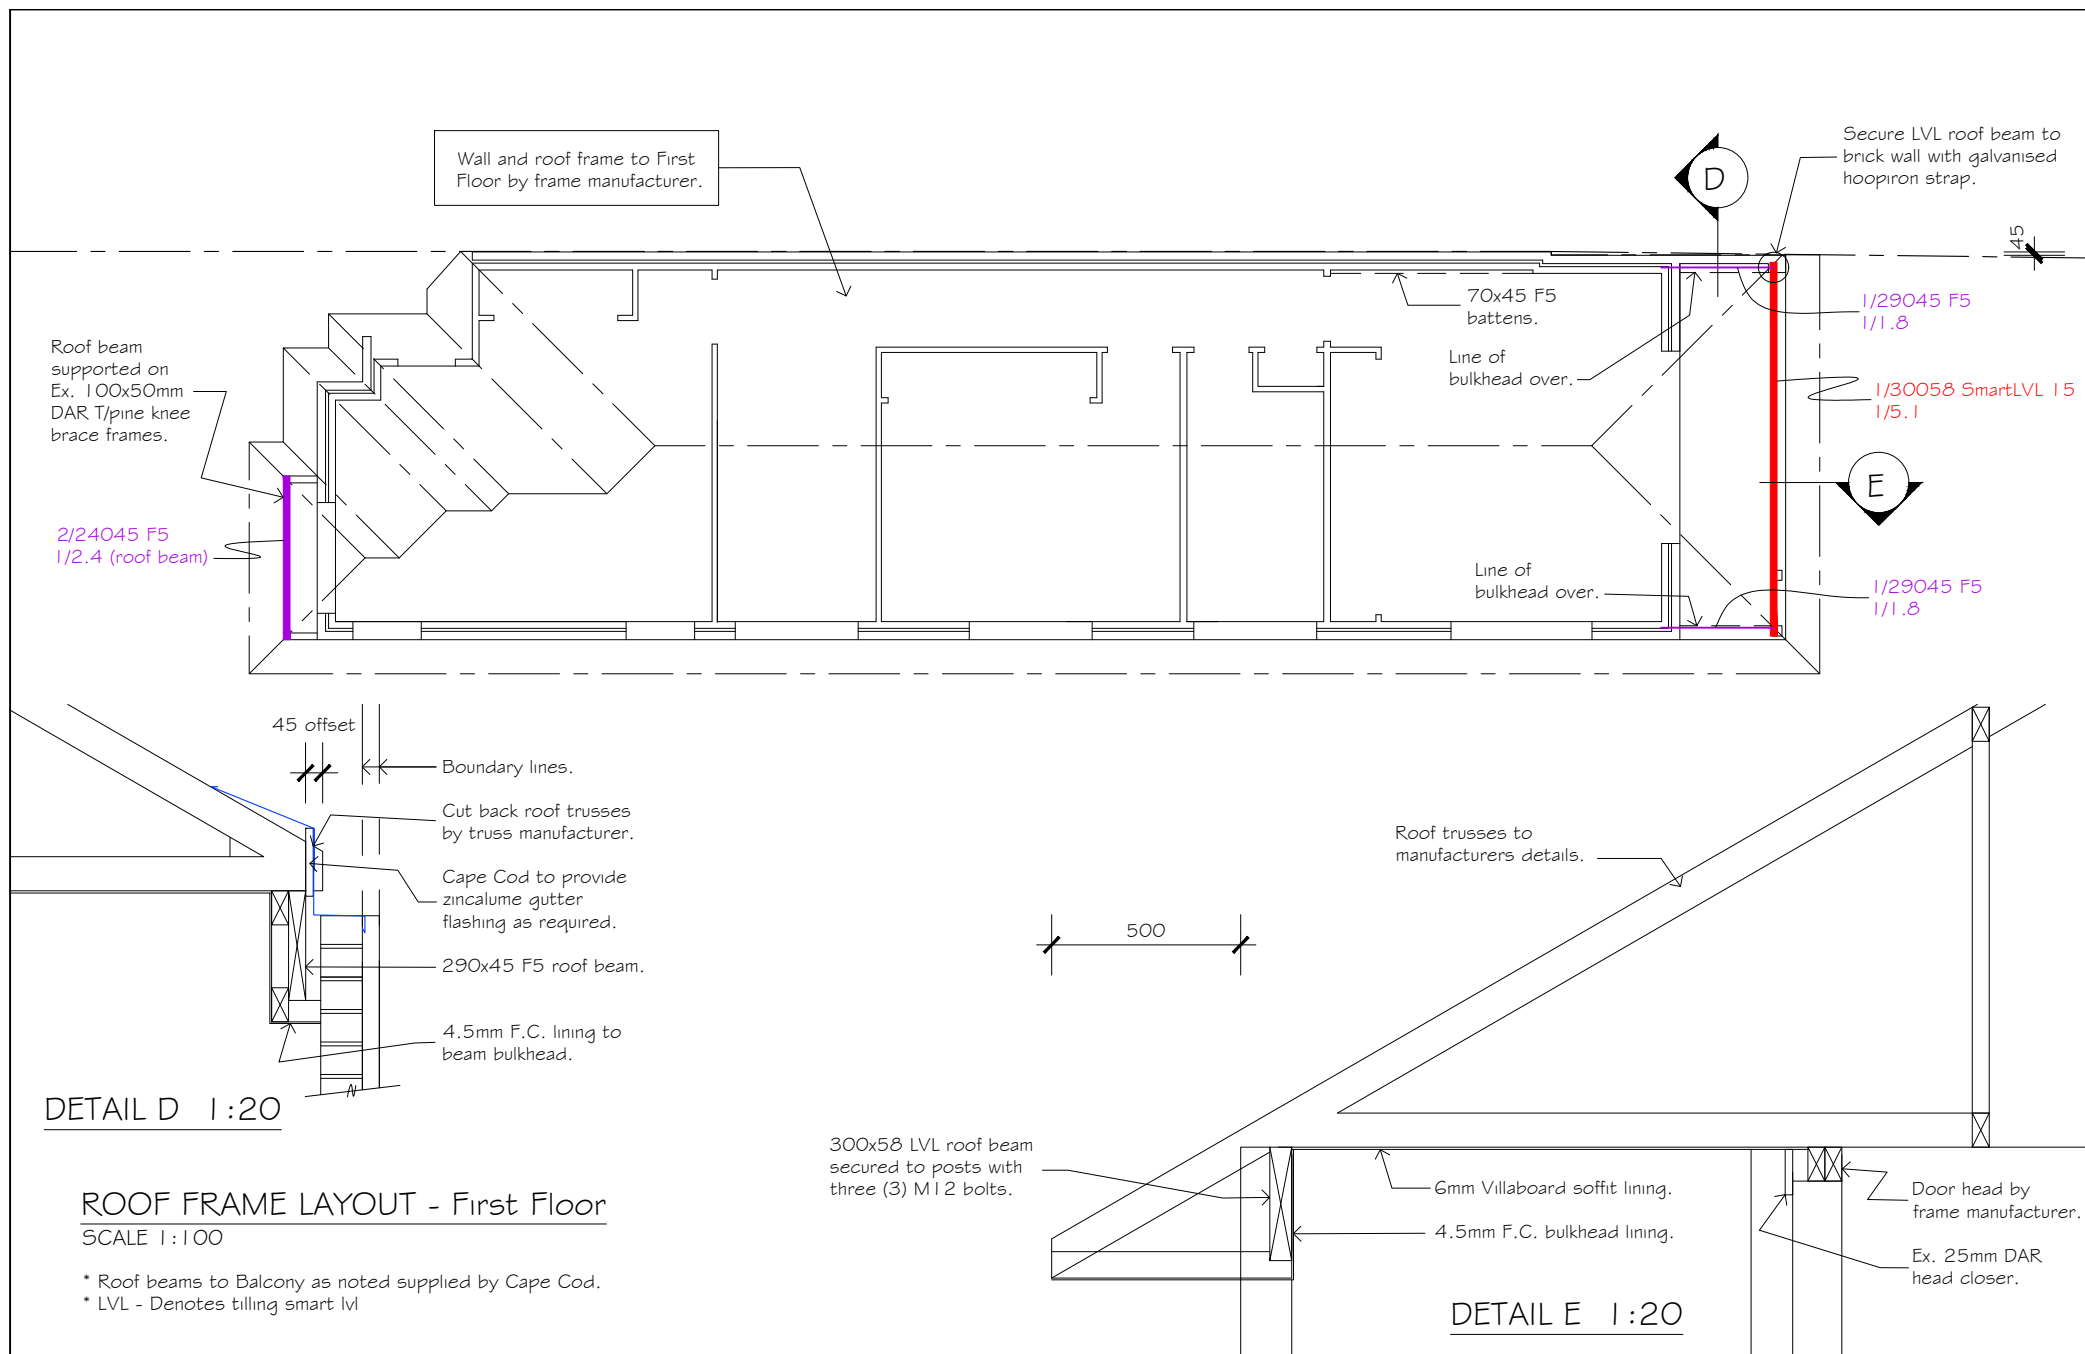 Wall and roof frame to First
Floor by frame manufacturer.
D
Secure LVL roof beam to
brick wall with galvanised
hoopiron strap.
45
70x45 F5
battens.
1/29045 F5
1/1.8
Line of
bulkhead over.
1/30058 SmartLVL 15
1/5.1
Roof beam
supported on
Ex. 100x50mm
DAR T/pine knee
brace frames.
E
2/24045 F5
1/2.4 (roof beam)
Line of
bulkhead over.
1/29045 F5
1/1.8
45 offset
Boundary lines.
Cut back roof trusses
by truss manufacturer.
Cape Cod to provide
zincalume gutter
flashing as required.
290x45 F5 roof beam.
4.5mm F.C. lining to
beam bulkhead.
DETAIL D 1:20
Roof trusses to
manufacturers details.
500
300x58 LVL roof beam
secured to posts with
three (3) M12 bolts.
6mm Villaboard soffit lining.
4.5mm F.C. bulkhead lining.
Door head by
frame manufacturer.
Ex. 25mm DAR
head closer.
DETAIL E 1:20
ROOF FRAME LAYOUT - First Floor
SCALE 1:100
* Roof beams to Balcony as noted supplied by Cape Cod.
* LVL - Denotes tilling smart lvl